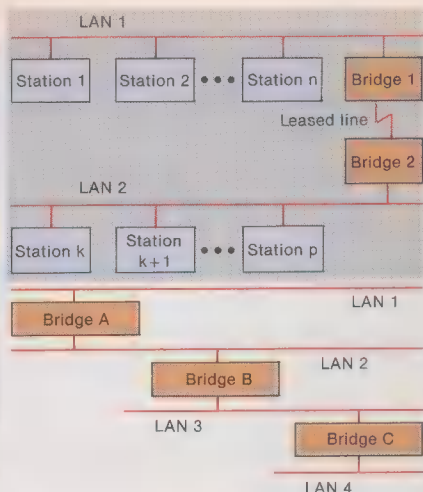 LAN 1
Station 1 Station 2 ••• Station n Bridge 1
Leased line
Bridge 2
LAN 2
Station k Station k+1 ••• Station p
LAN 1
Bridge A
LAN 2
Bridge B
LAN 3
Bridge C
LAN 4